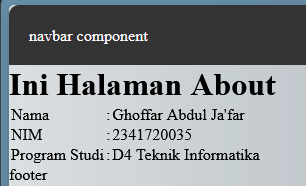 navbar component
Ini Halaman About
Nama : Ghoffar Abdul Ja'far
NIM : 2341720035
Program Studi : D4 Teknik Informatika
footer